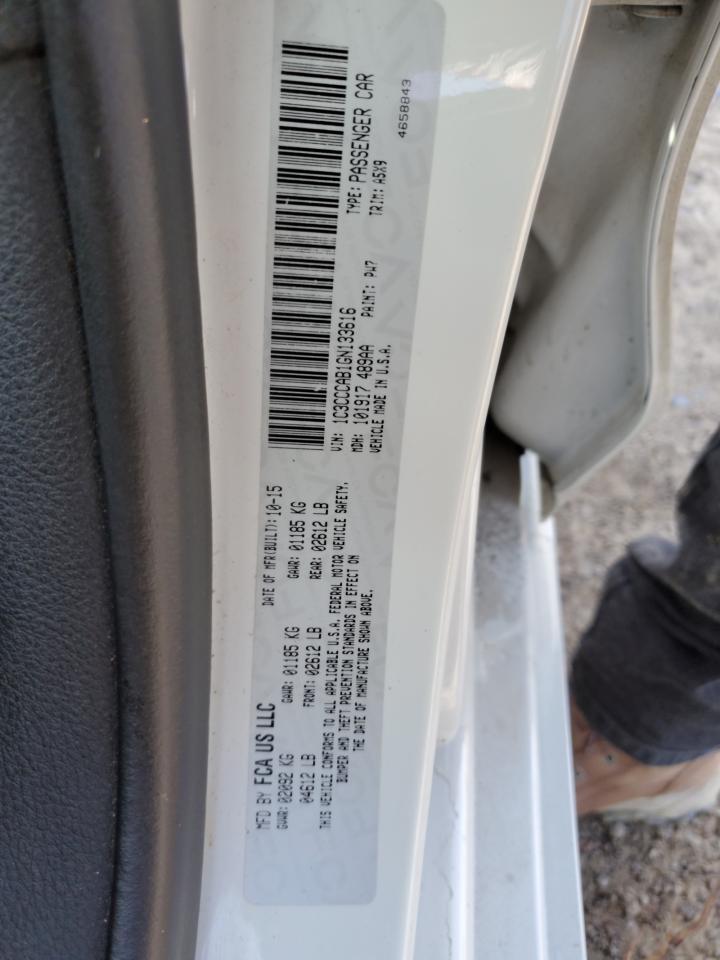 MFD BY FCA US LLC
DATE OF MFR(BUILT): 10-15
GVWR: 02092 KG
GAWR: 01185 KG
GAWR: 01185 KG
04612 LB
FRONT: 02612 LB
REAR: 02612 LB
THIS VEHICLE CONFORMS TO ALL APPLICABLE U.S.A. FEDERAL MOTOR VEHICLE SAFETY,
BUMPER AND THEFT PREVENTION STANDARDS IN EFFECT ON
THE DATE OF MANUFACTURE SHOWN ABOVE.
VIN: 1C3CCCAB1GN133616
TYPE: PASSENGER CAR
MDH: 101917 489AA
PAINT: PW7
TRIM: A5X9
VEHICLE MADE IN U.S.A.
4658843